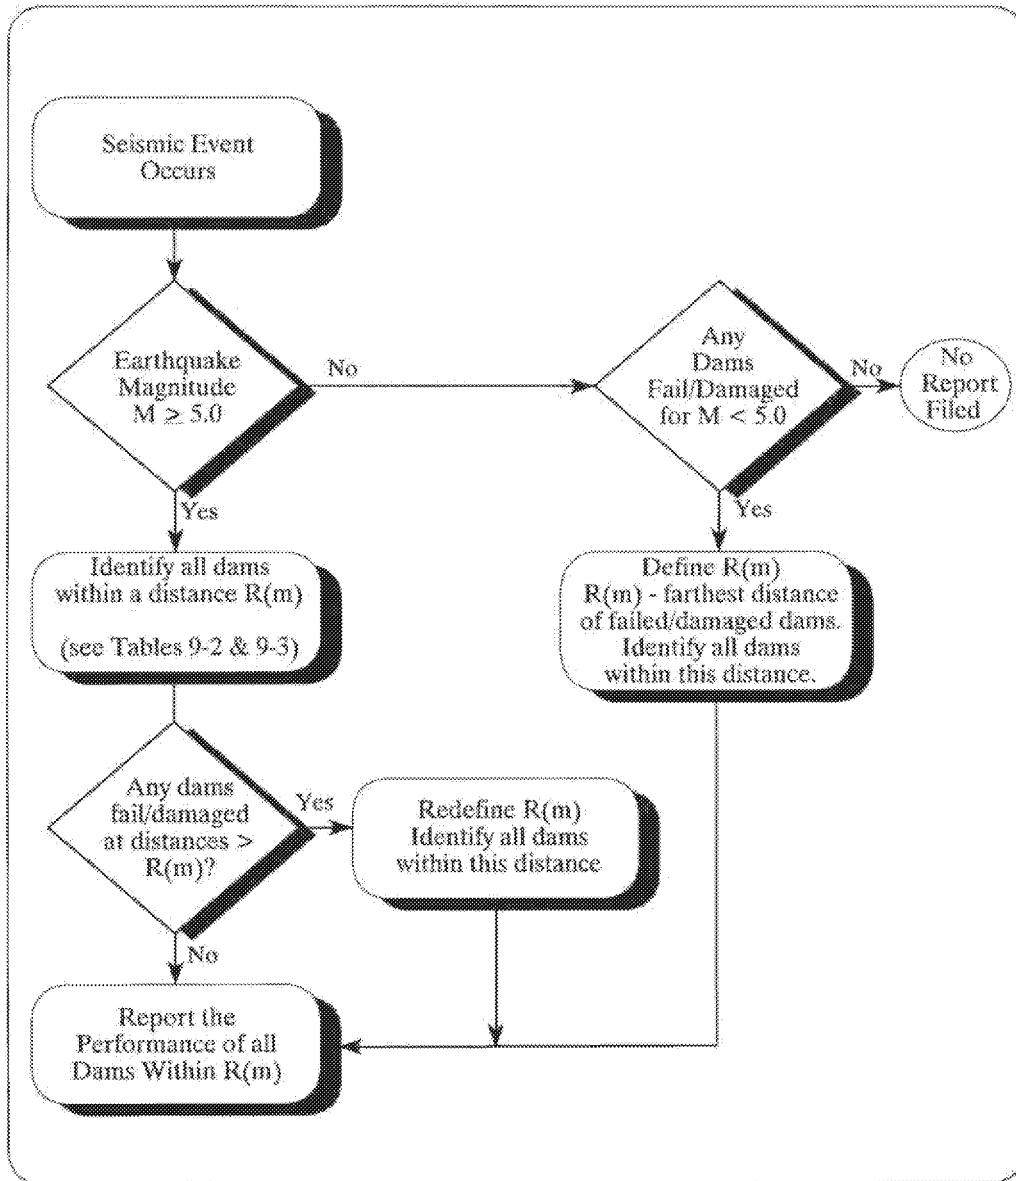 Seismic Event
Occurs
Earthquake
Magnitude
M ≥ 5.0
No
Any
Dams
Fail/Damaged
for M < 5.0
No
No
Report
Filed
Yes
Yes
Identify all dams
within a distance R(m)
(see Tables 9-2 & 9-3)
Define R(m)
R(m) - farthest distance
of failed/damaged dams.
Identify all dams
within this distance.
Any dams
fail/damaged
at distances >
R(m)?
Yes
Redefine R(m)
Identify all dams
within this distance
No
Report the
Performance of all
Dams Within R(m)